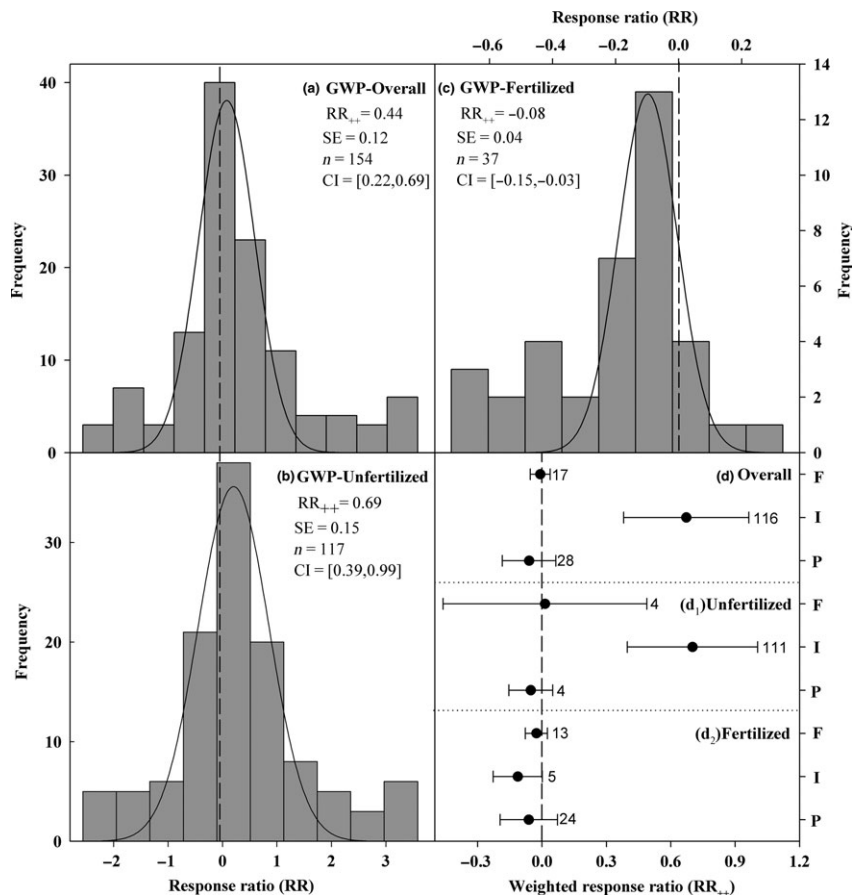 Response ratio (RR)
−0.6 −0.4 −0.2 0.0 0.2
(a) GWP-Overall
RR++ = 0.44
SE = 0.12
n = 154
CI = [0.22,0.69]
Frequency
40
30
20
10
0
(c) GWP-Fertilized
RR++ = −0.08
SE = 0.04
n = 37
CI = [−0.15,−0.03]
14
12
10
8
6
4
2
0
Frequency
(b) GWP-Unfertilized
RR++ = 0.69
SE = 0.15
n = 117
CI = [0.39,0.99]
Frequency
30
20
10
0
−2 −1 0 1 2 3
Response ratio (RR)
(d) Overall
17 F
116 I
28 P
(d1)Unfertilized
4 F
111 I
4 P
(d2)Fertilized
13 F
5 I
24 P
−0.3 0.0 0.3 0.6 0.9 1.2
Weighted response ratio (RR++)